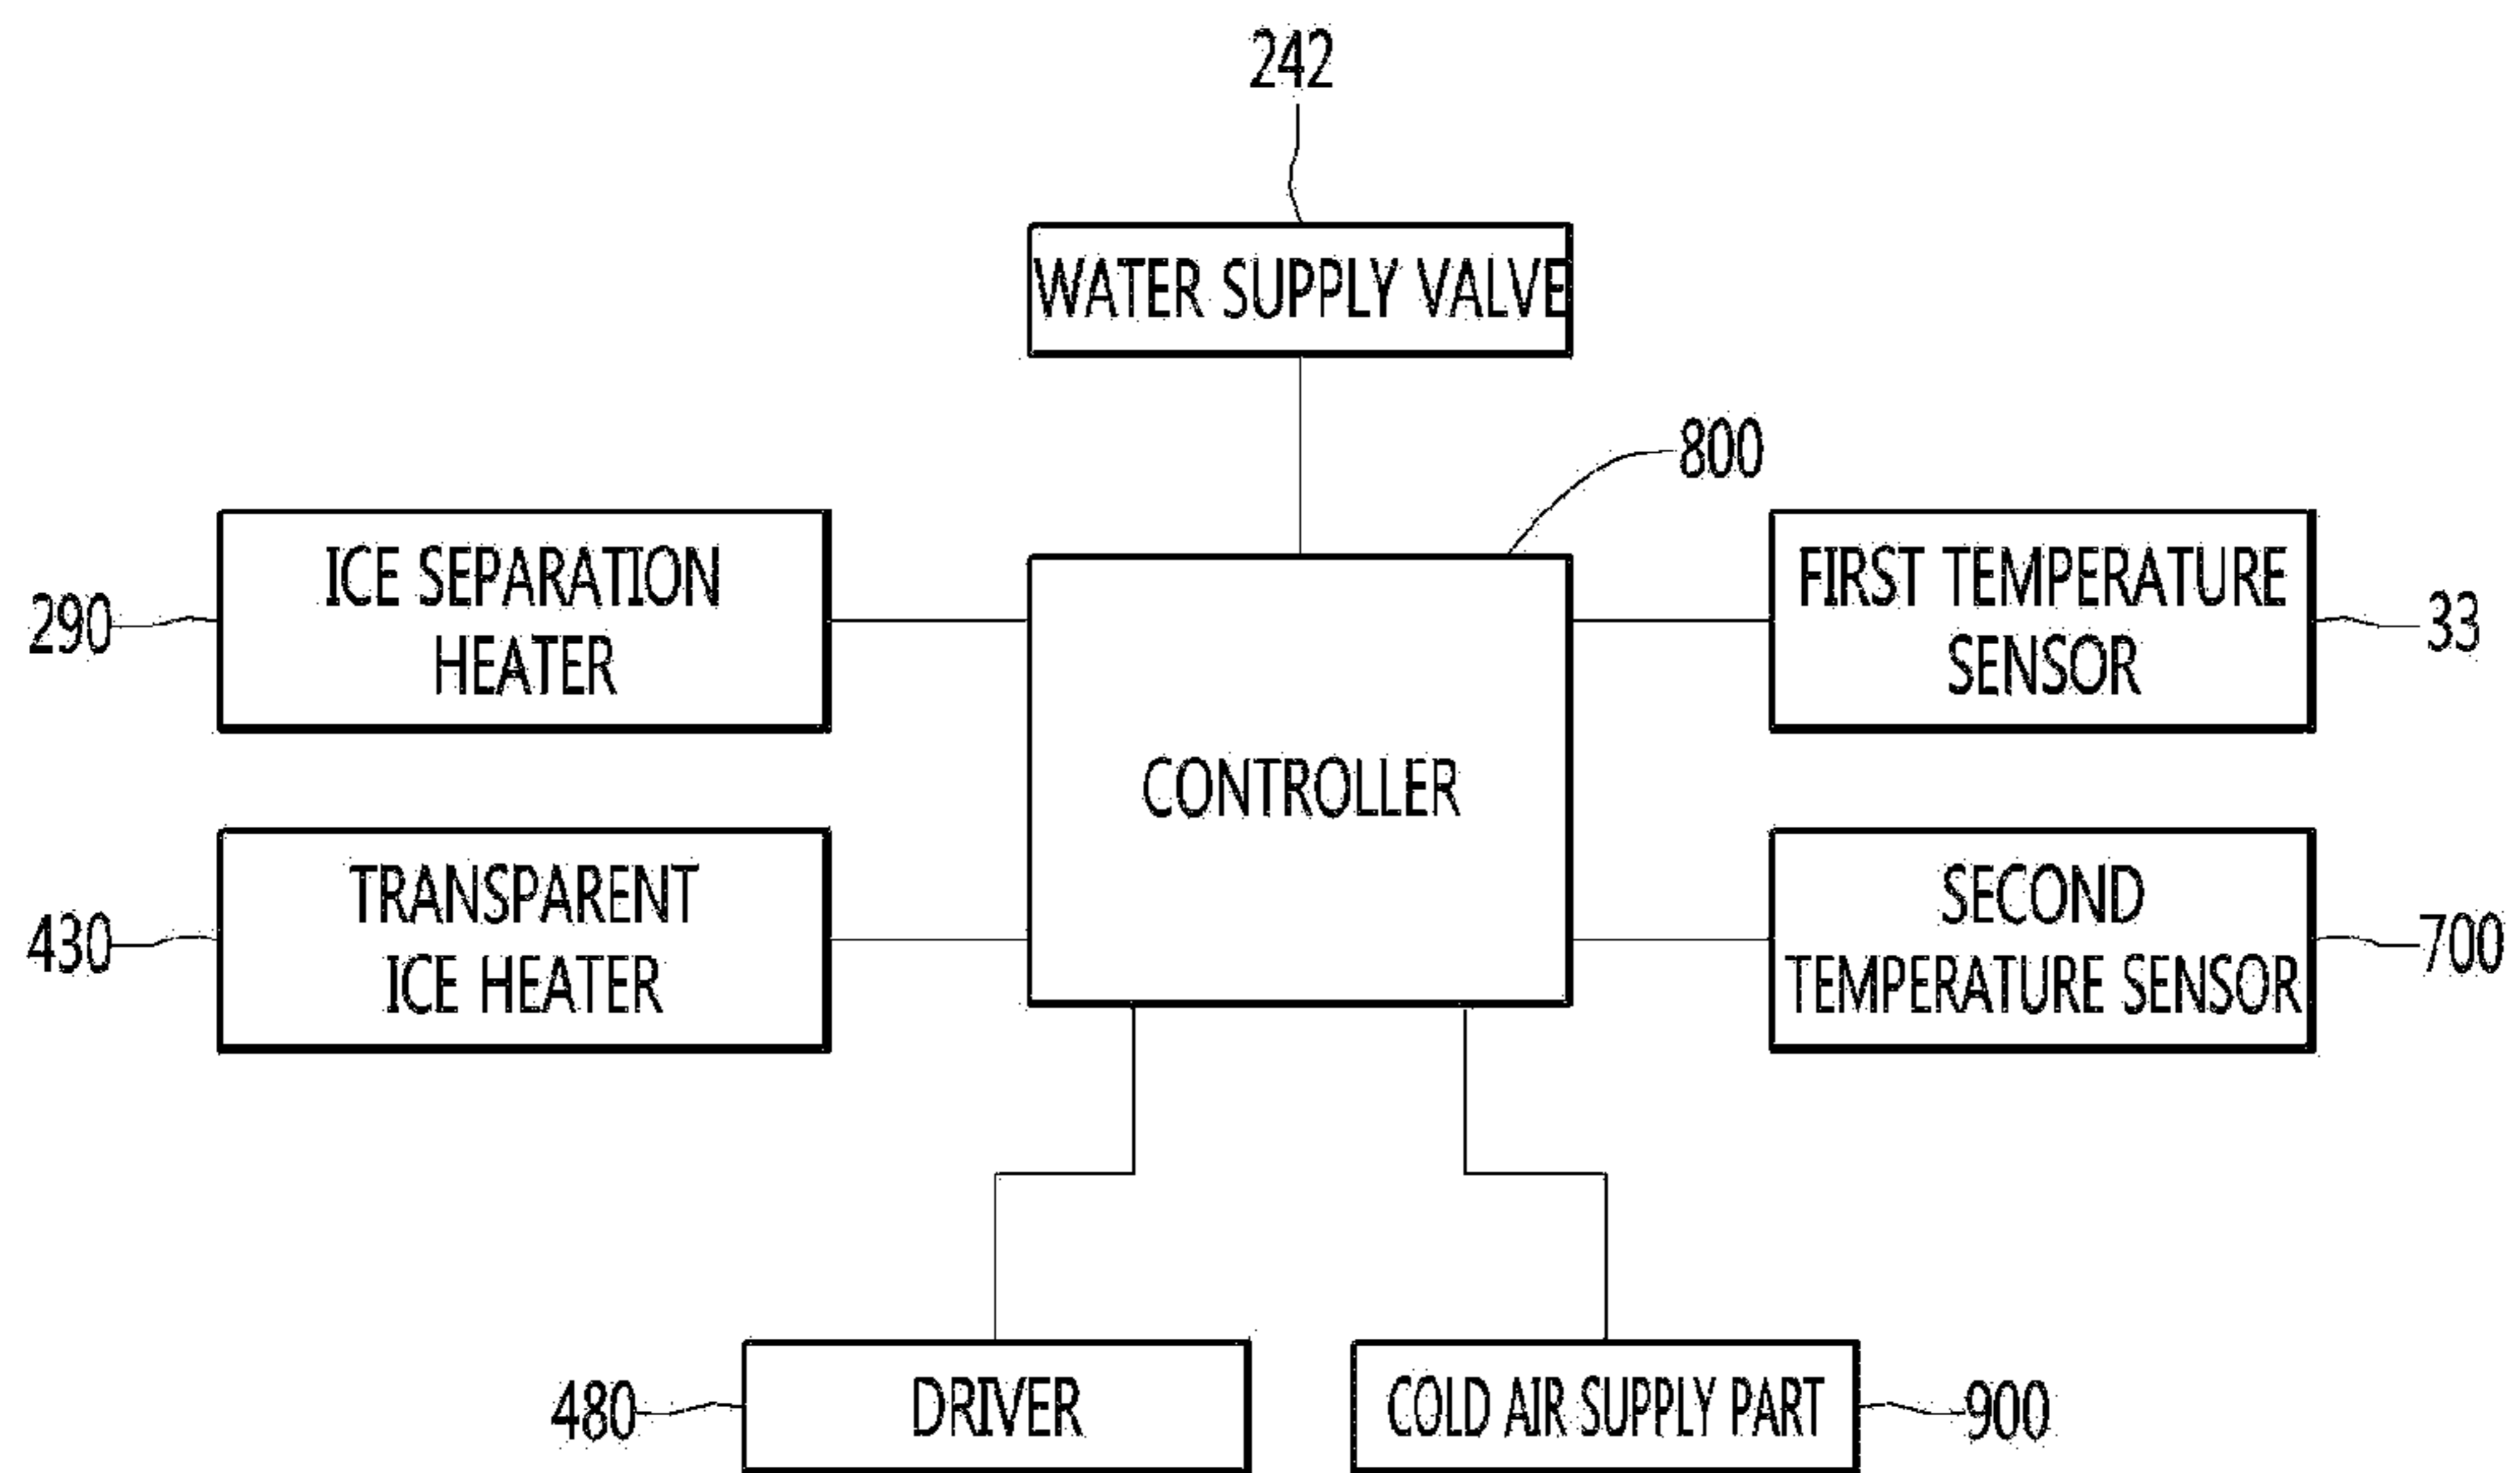 242
WATER SUPPLY VALVE
800
ICE SEPARATION
HEATER
290
FIRST TEMPERATURE
SENSOR
33
CONTROLLER
TRANSPARENT
ICE HEATER
430
SECOND
TEMPERATURE SENSOR
700
480
DRIVER
COLD AIR SUPPLY PART
900